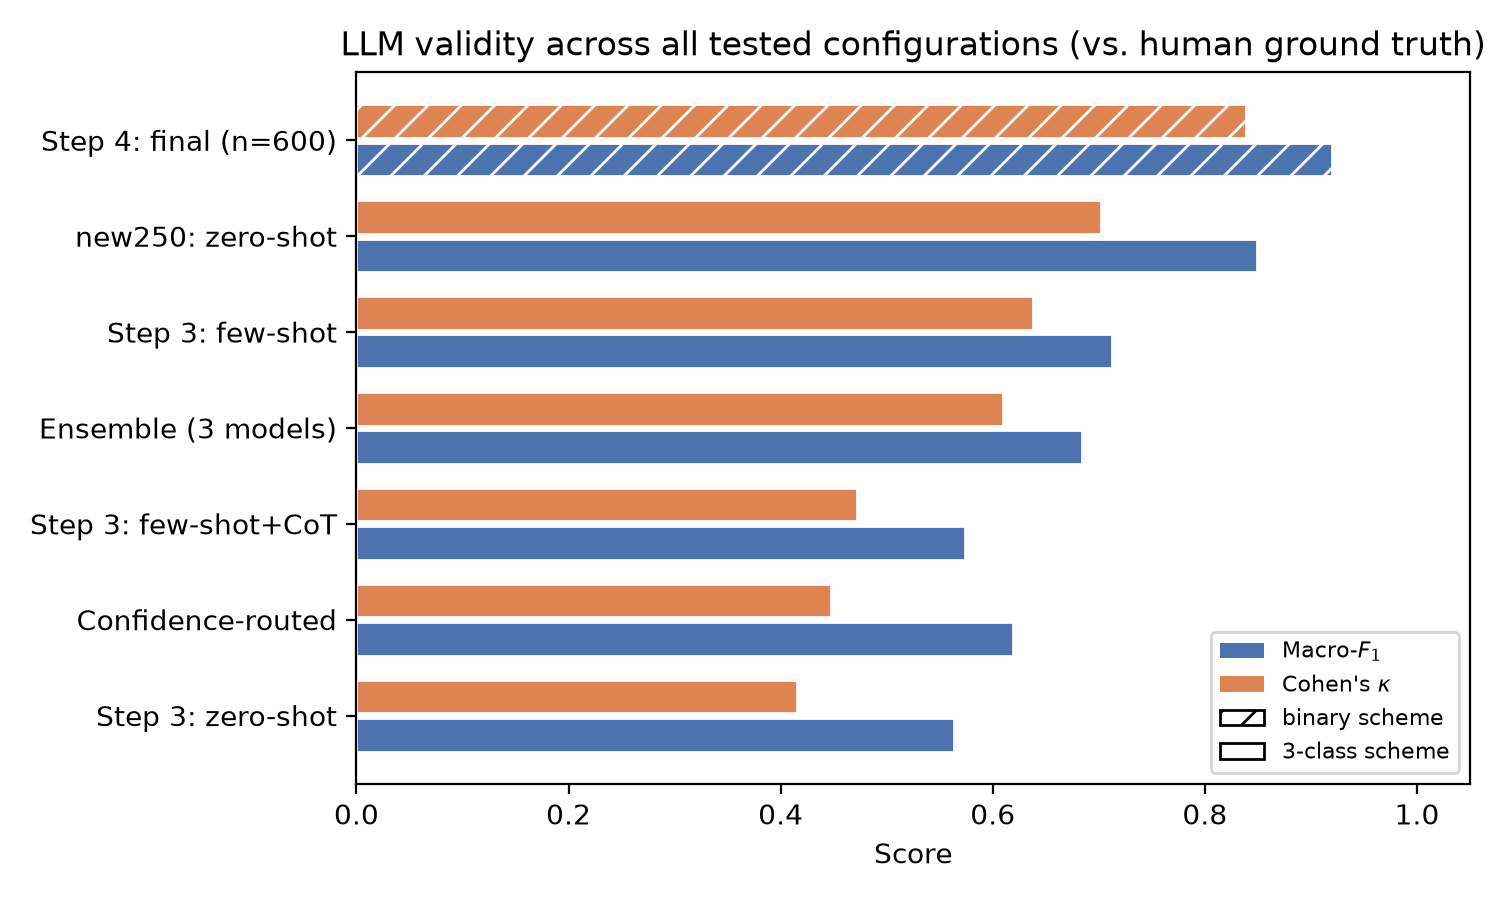 LLM validity across all tested configurations (vs. human ground truth)
Step 4: final (n=600)
new250: zero-shot
Step 3: few-shot
Ensemble (3 models)
Step 3: few-shot+CoT
Confidence-routed
Step 3: zero-shot
Macro-F₁
Cohen's κ
binary scheme
3-class scheme
0.0 0.2 0.4 0.6 0.8 1.0
Score